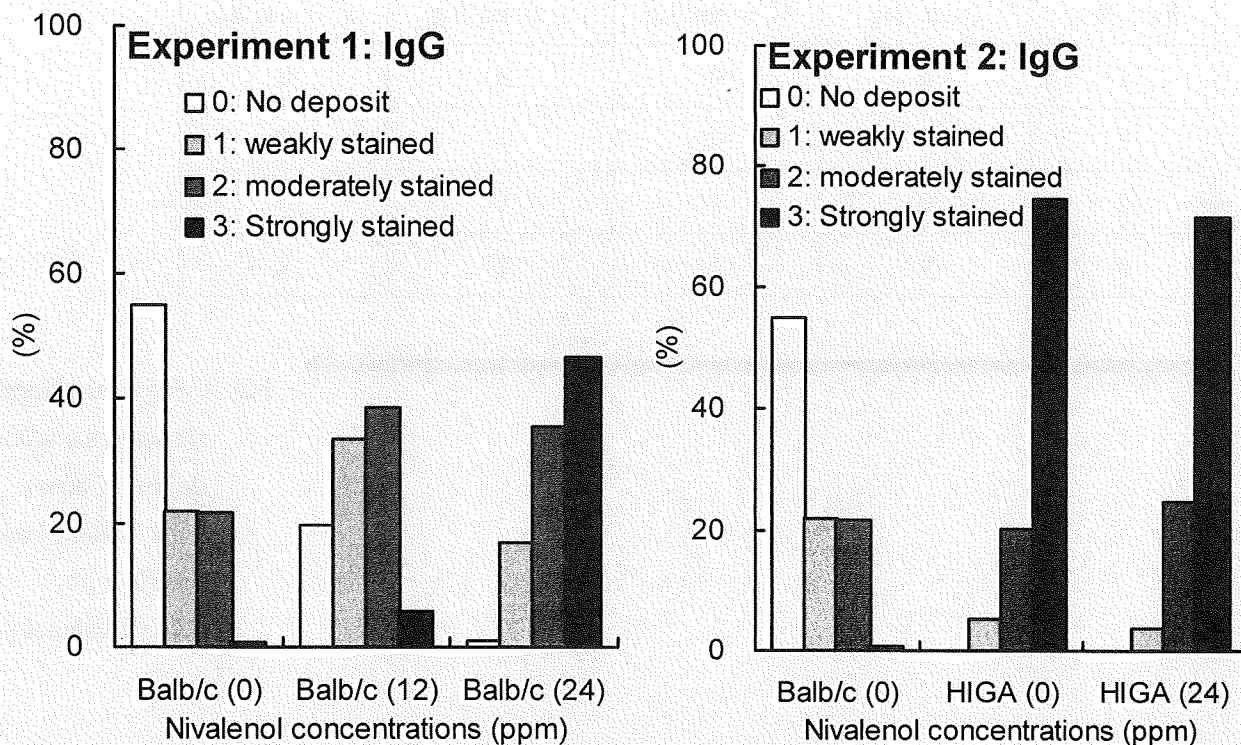 Experiment 1: IgG
0: No deposit
1: weakly stained
2: moderately stained
3: Strongly stained
100
80
60
40
20
0
(%)
Balb/c (0) Balb/c (12) Balb/c (24)
Nivalenol concentrations (ppm)
Experiment 2: IgG
0: No deposit
1: weakly stained
2: moderately stained
3: Strongly stained
100
80
60
40
20
0
(%)
Balb/c (0) HIGA (0) HIGA (24)
Nivalenol concentrations (ppm)